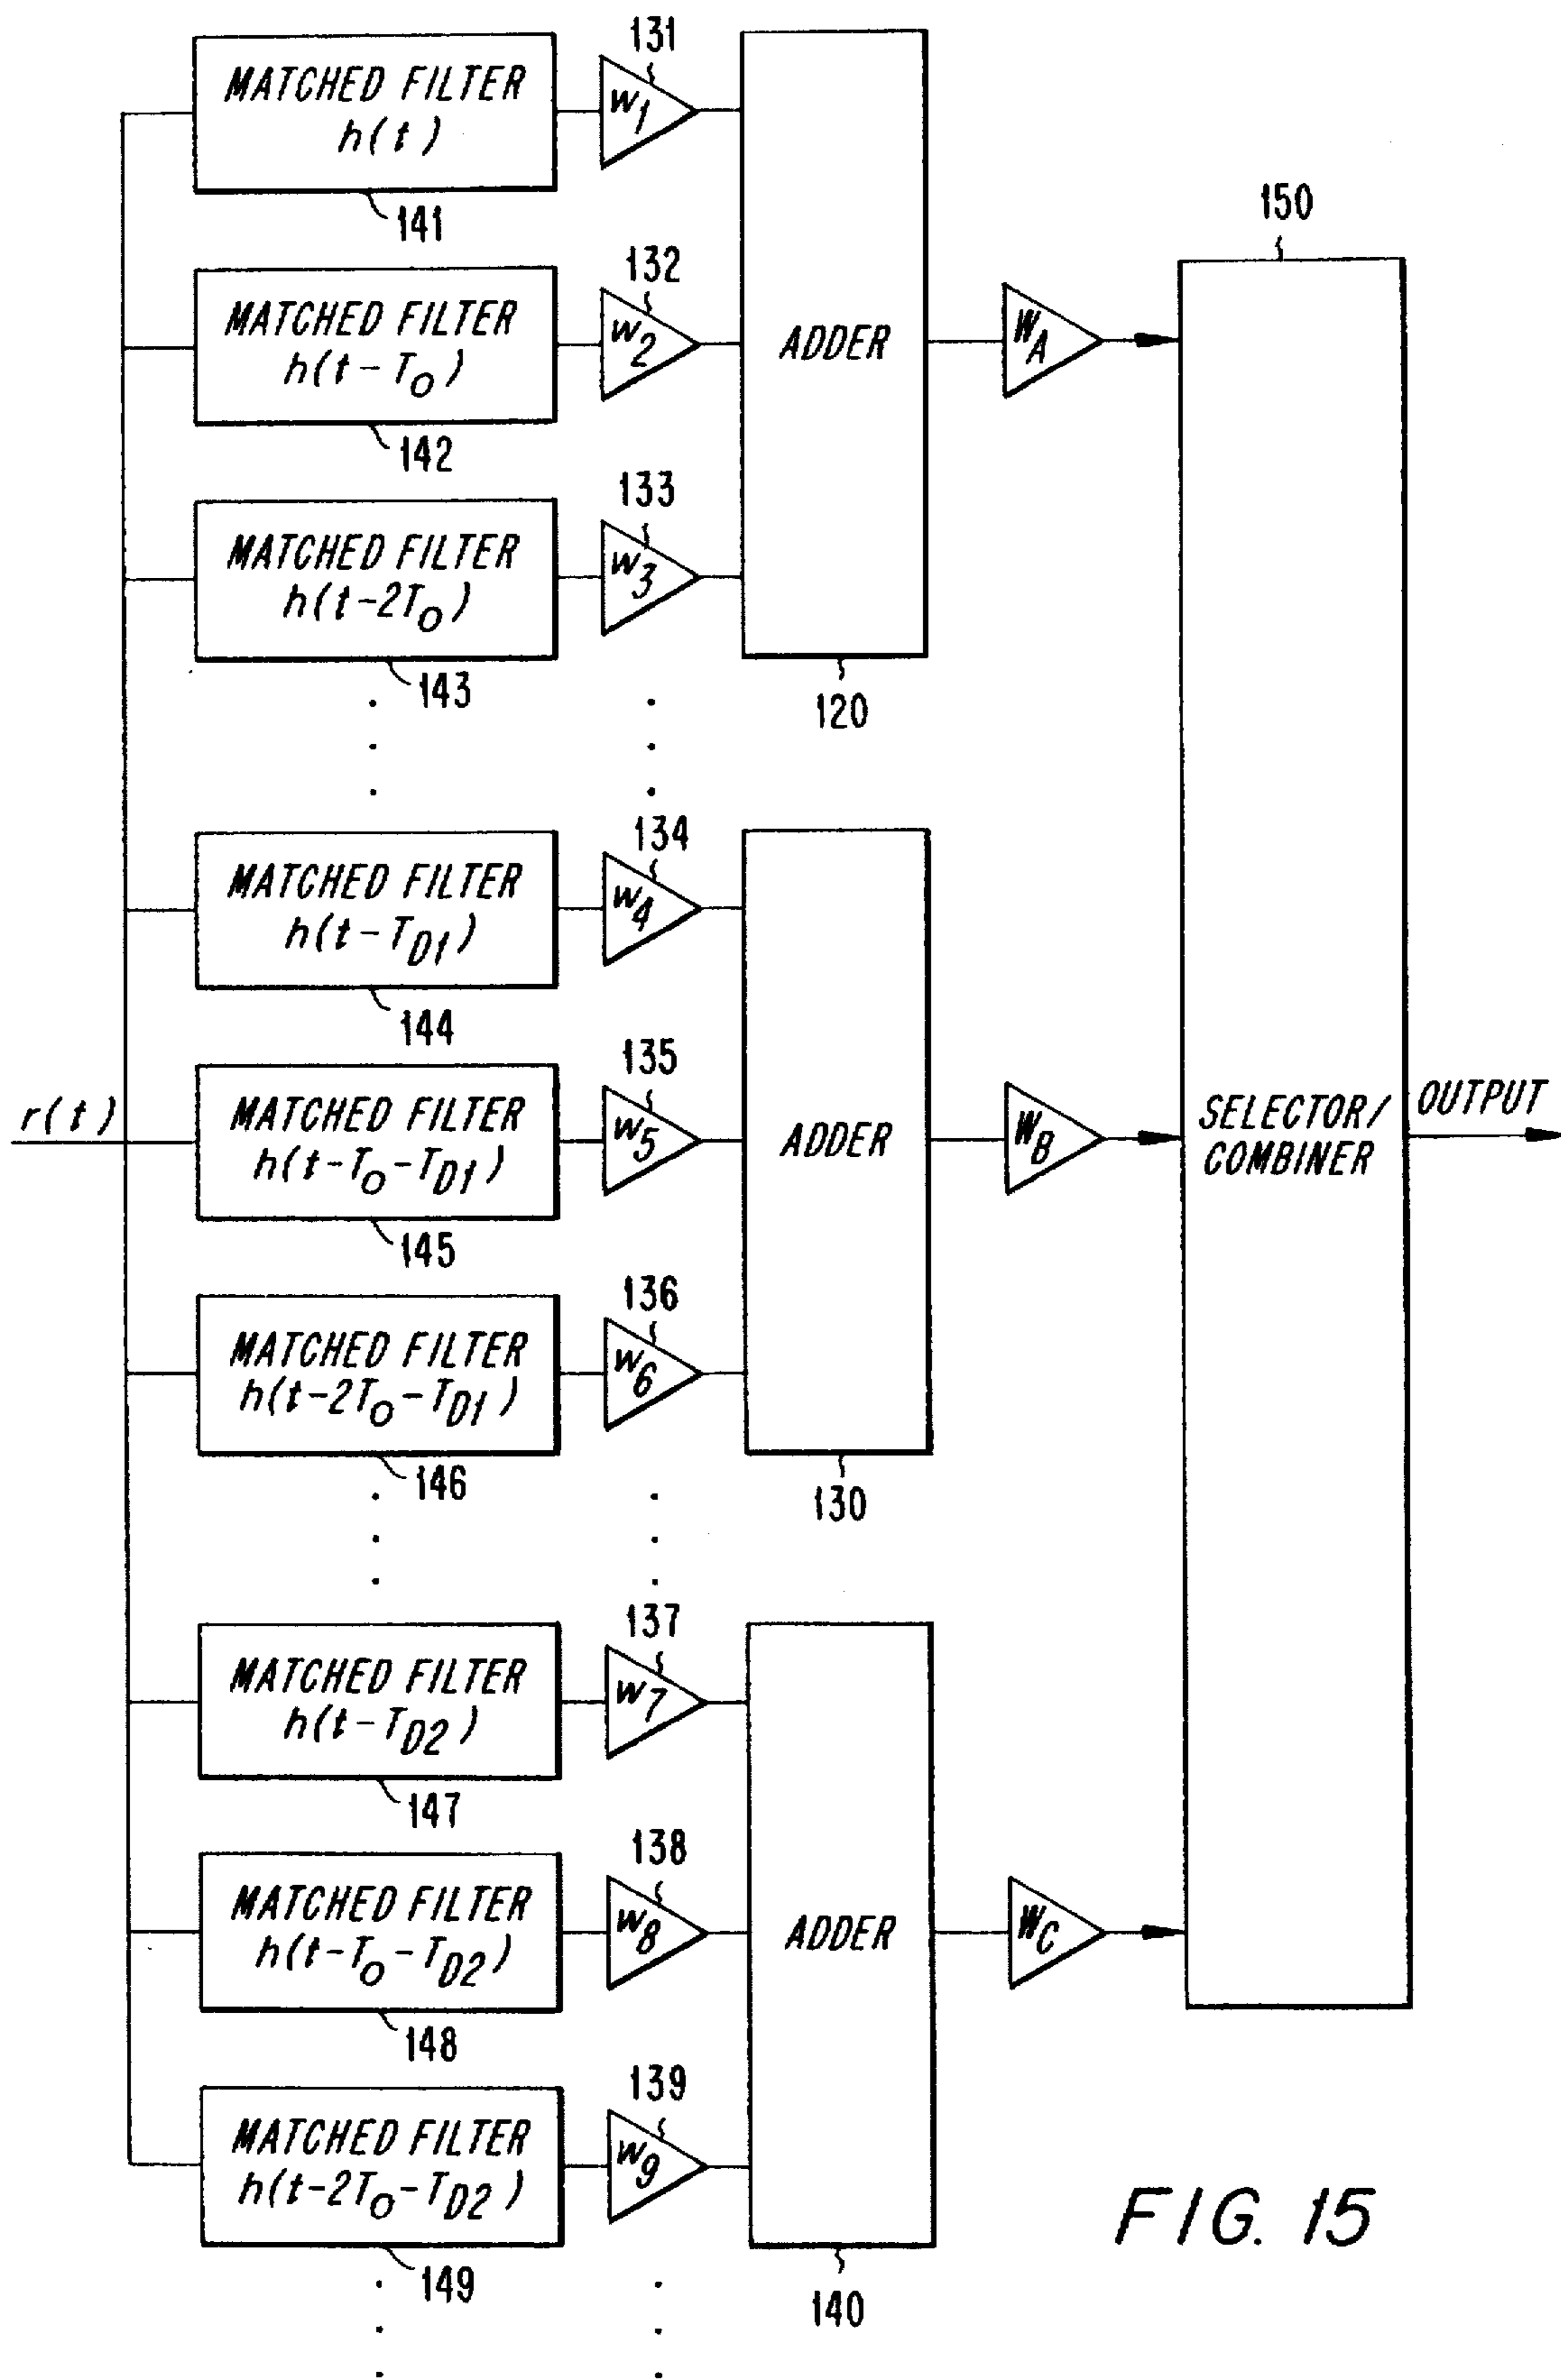 131
MATCHED FILTER
h(t)
w1
141
150
132
MATCHED FILTER
h(t-To)
w2
ADDER
WA
142
133
MATCHED FILTER
h(t-2To)
w3
143
120
134
MATCHED FILTER
h(t-TD1)
w4
144
135
r(t)
MATCHED FILTER
h(t-To-TD1)
w5
ADDER
WB
SELECTOR/
COMBINER
OUTPUT
145
136
MATCHED FILTER
h(t-2To-TD1)
w6
146
130
137
MATCHED FILTER
h(t-TD2)
w7
147
138
MATCHED FILTER
h(t-To-TD2)
w8
ADDER
WC
148
139
MATCHED FILTER
h(t-2To-TD2)
w9
149
140
FIG. 15